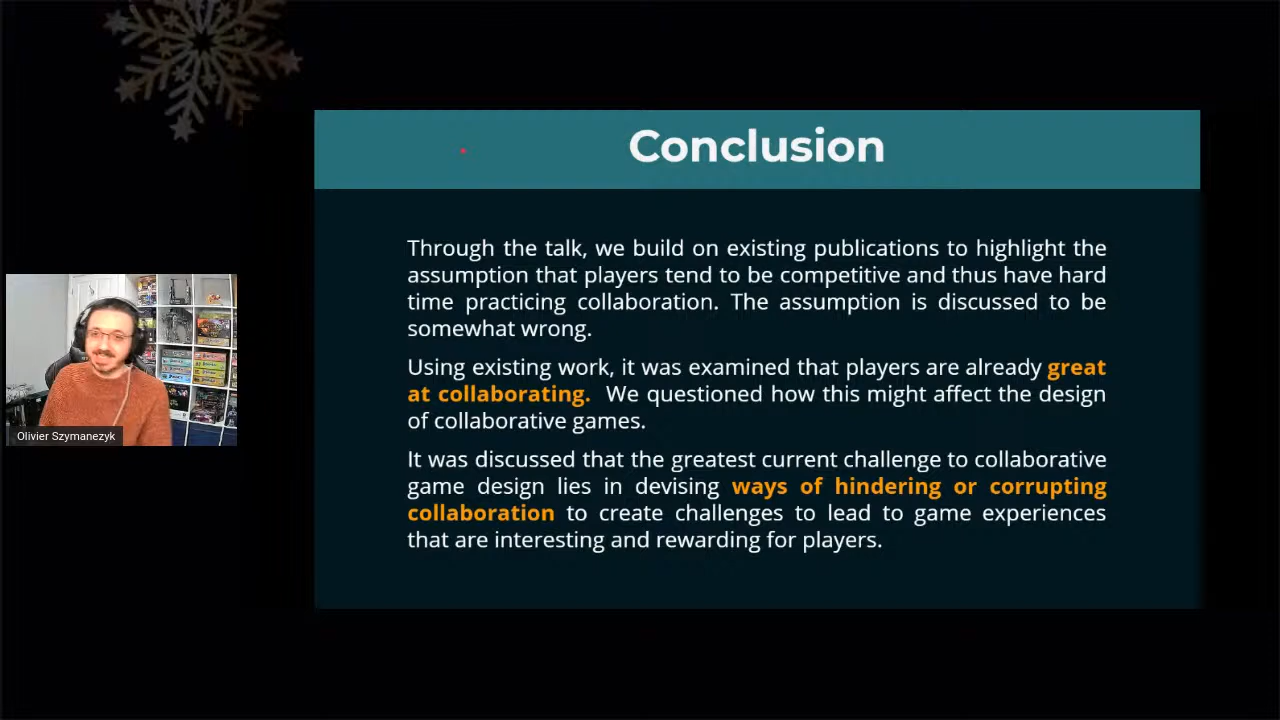 Conclusion
Through the talk, we build on existing publications to highlight the
assumption that players tend to be competitive and thus have hard
time practicing collaboration. The assumption is discussed to be
somewhat wrong.
Using existing work, it was examined that players are already great
at collaborating. We questioned how this might affect the design
of collaborative games.
It was discussed that the greatest current challenge to collaborative
game design lies in devising ways of hindering or corrupting
collaboration to create challenges to lead to game experiences
that are interesting and rewarding for players.
Olivier Szymanezyk